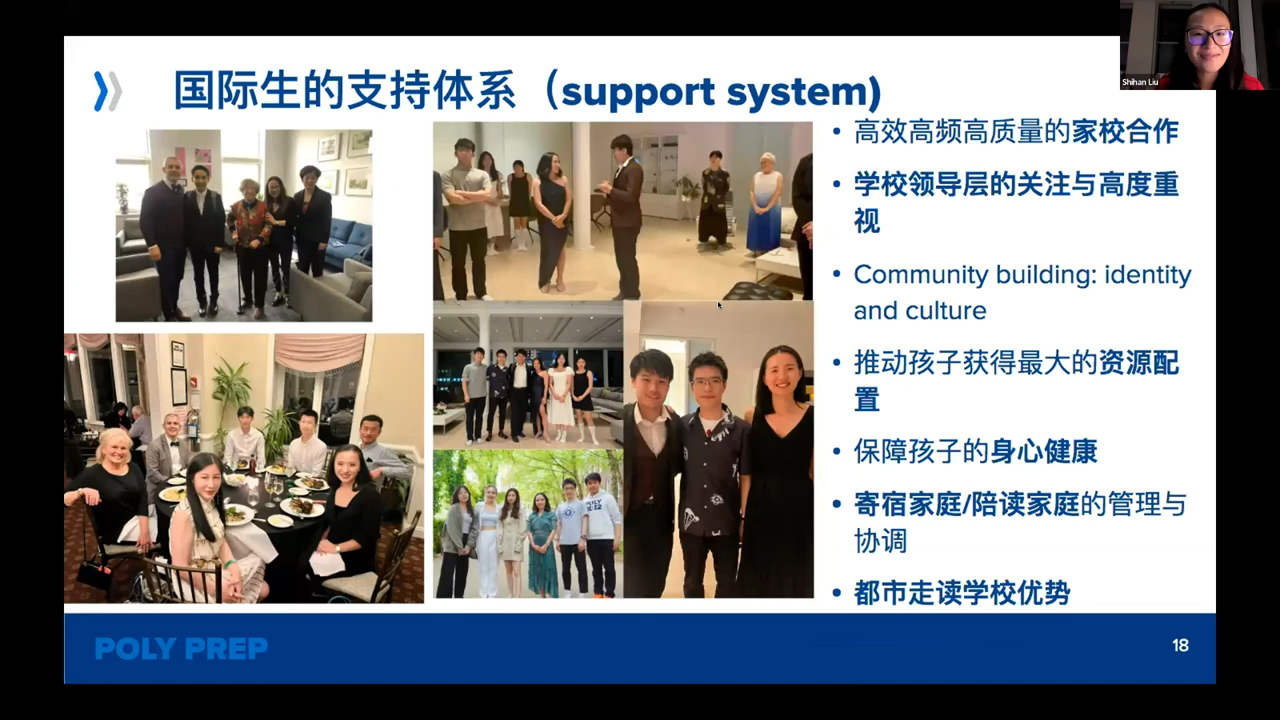 Shihan Liu
国际生的支持体系（support system)
• 高效高频高质量的家校合作
• 学校领导层的关注与高度重
视
• Community building: identity
and culture
• 推动孩子获得最大的资源配
置
• 保障孩子的身心健康
• 寄宿家庭/陪读家庭的管理与
协调
• 都市走读学校优势
POLY PREP
18